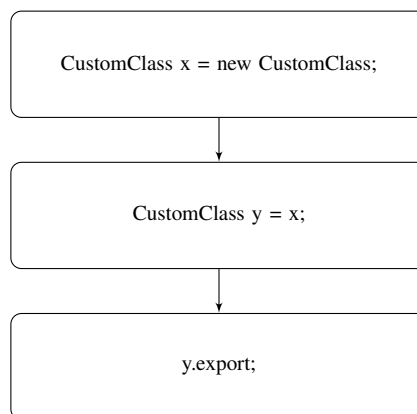 CustomClass x = new CustomClass;
CustomClass y = x;
y.export;